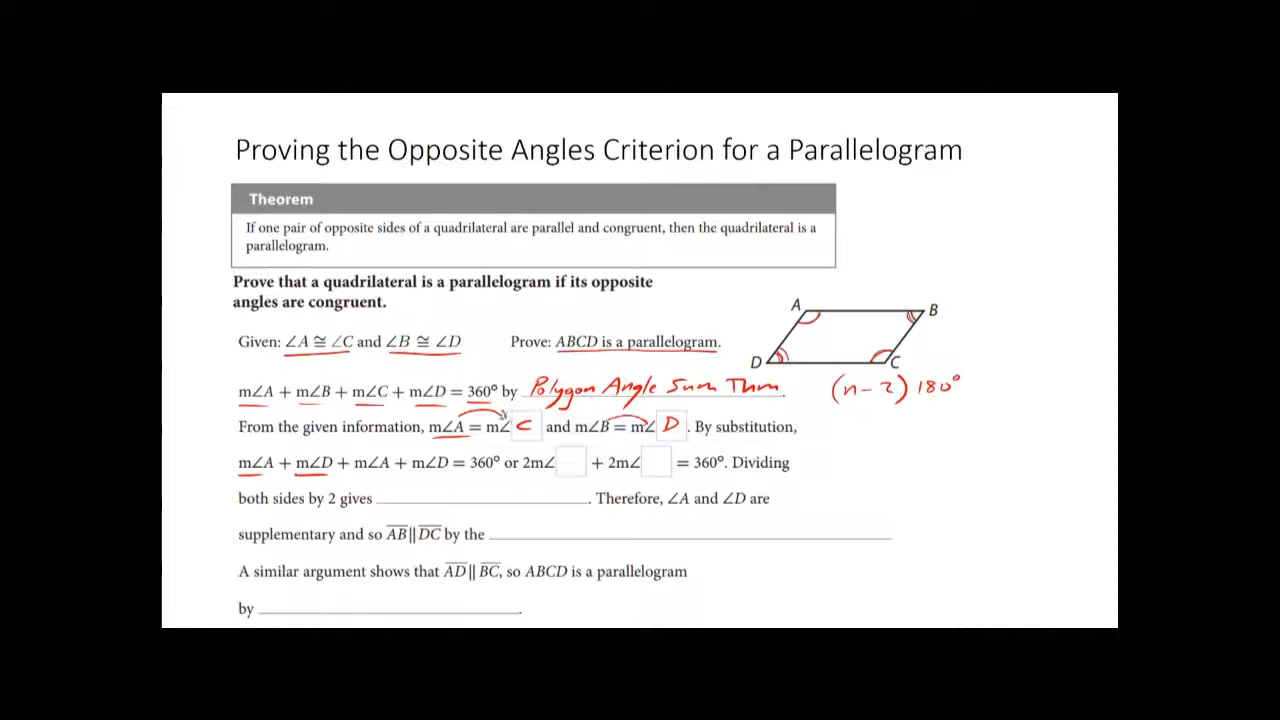 Proving the Opposite Angles Criterion for a Parallelogram
Theorem
If one pair of opposite sides of a quadrilateral are parallel and congruent, then the quadrilateral is a
parallelogram.
Prove that a quadrilateral is a parallelogram if its opposite
angles are congruent.
A
B
Given: ∠A ≅ ∠C and ∠B ≅ ∠D Prove: ABCD is a parallelogram.
D
C
m∠A + m∠B + m∠C + m∠D = 360° by Polygon Angle Sum Thm. (n-2)180°
From the given information, m∠A = m∠ C and m∠B = m∠ D . By substitution,
m∠A + m∠D + m∠A + m∠D = 360° or 2m∠ + 2m∠ = 360°. Dividing
both sides by 2 gives ____. Therefore, ∠A and ∠D are
supplementary and so A̅B̅ || D̅C̅ by the ____
A similar argument shows that A̅D̅ || B̅C̅, so ABCD is a parallelogram
by ____.